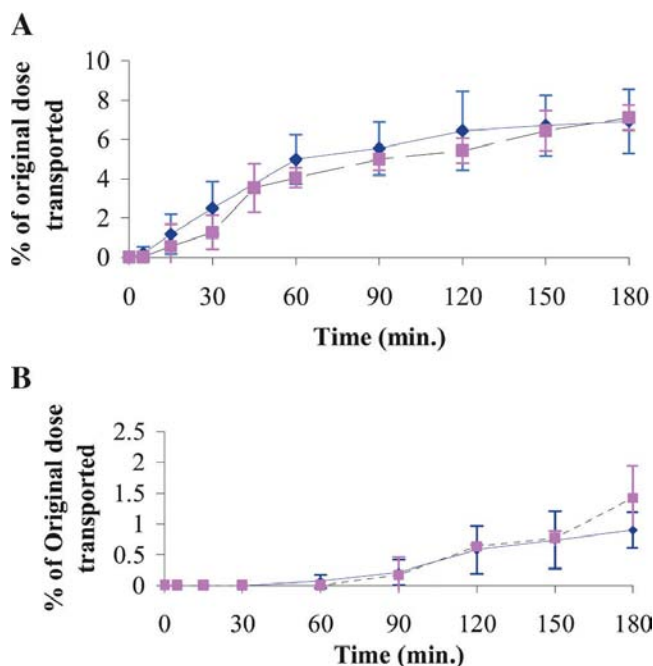 A
% of original dose
transported
10
8
6
4
2
0
0 30 60 90 120 150 180
Time (min.)
B
% of Original dose
transported
2.5
2
1.5
1
0.5
0
0 30 60 90 120 150 180
Time (min.)